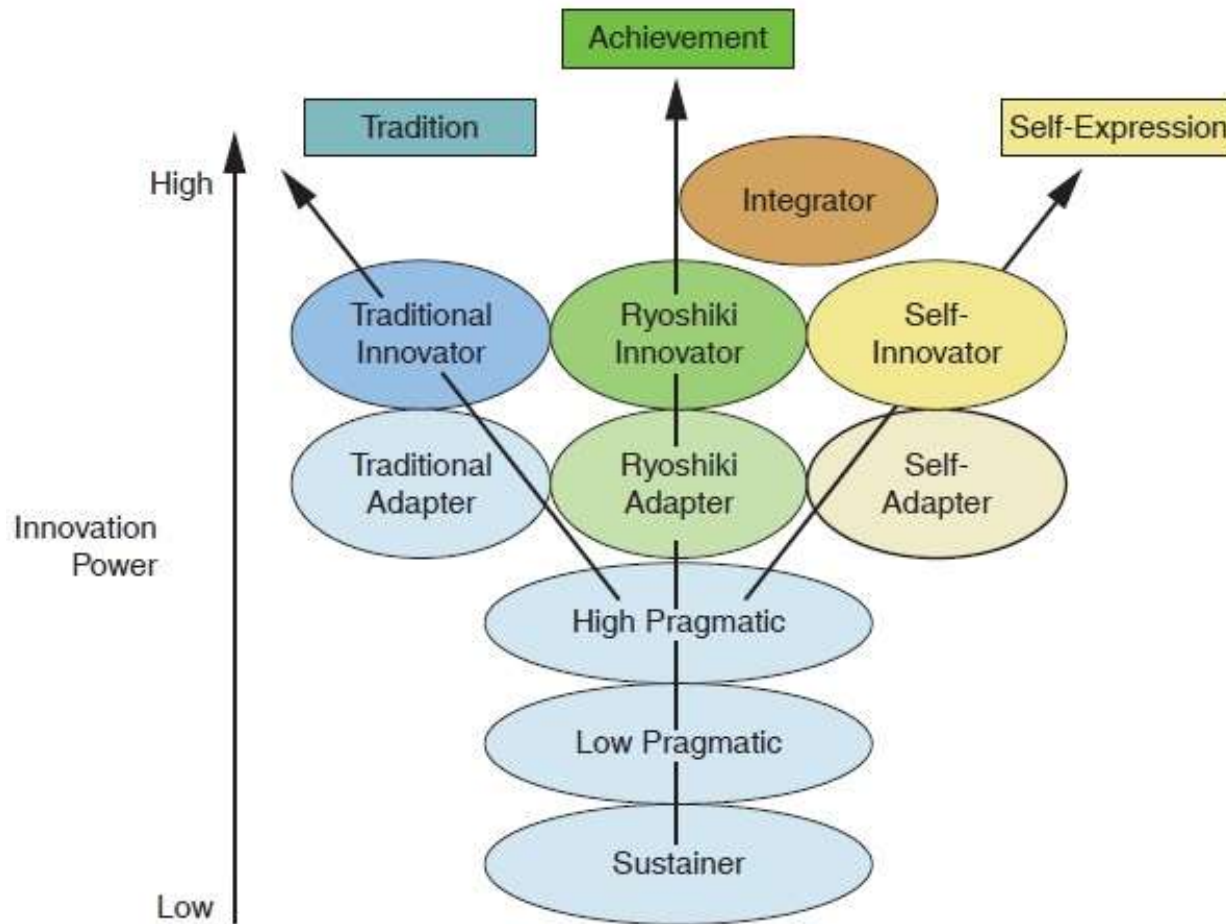 Achievement
Tradition
Self-Expression
High
Integrator
Traditional
Innovator
Ryoshiki
Innovator
Self-
Innovator
Traditional
Adapter
Ryoshiki
Adapter
Self-
Adapter
Innovation
Power
High Pragmatic
Low Pragmatic
Sustainer
Low